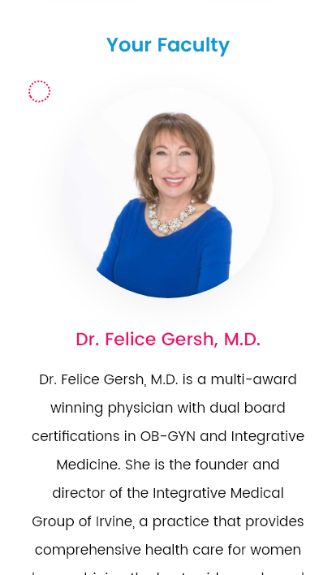 Your Faculty
Dr. Felice Gersh, M.D.
Dr. Felice Gersh, M.D. is a multi-award
winning physician with dual board
certifications in OB-GYN and Integrative
Medicine. She is the founder and
director of the Integrative Medical
Group of Irvine, a practice that provides
comprehensive health care for women